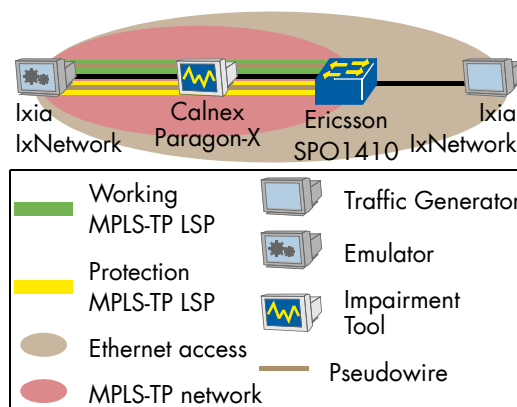 Ixia
IxNetwork
Calnex
Paragon-X
Ericsson
SPO1410
Ixia
IxNetwork
Working
MPLS-TP LSP
Protection
MPLS-TP LSP
Ethernet access
MPLS-TP network
Traffic Generator
Emulator
Impairment
Tool
Pseudowire